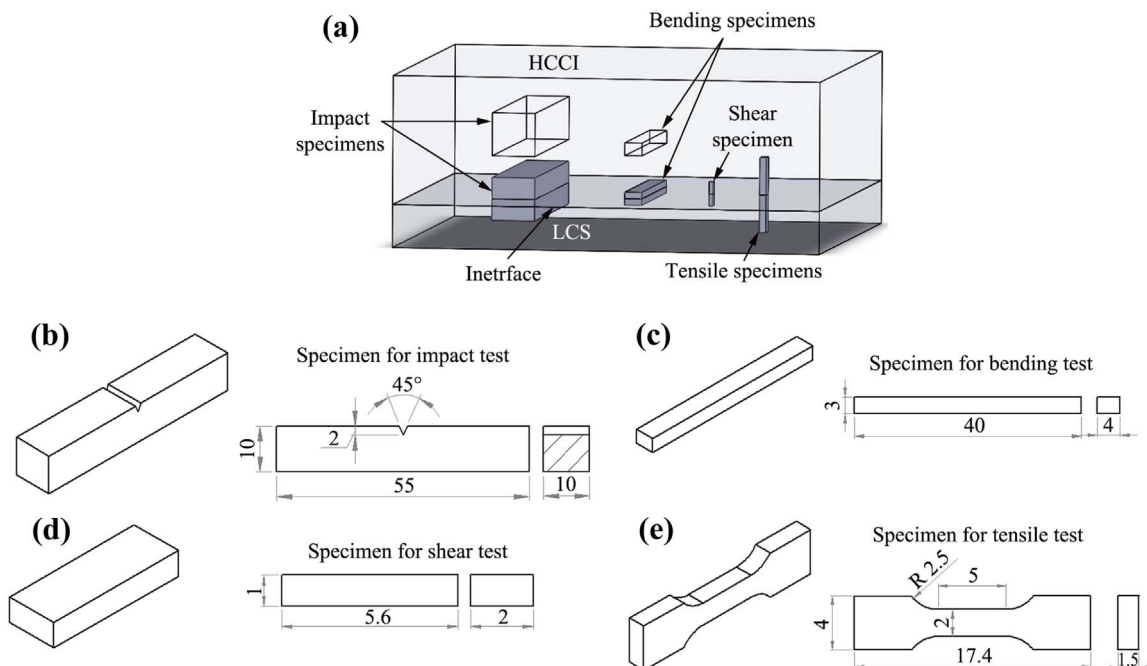 (a)
Bending specimens
HCCI
Impact
specimens
Shear
specimen
LCS
Inetrface
Tensile specimens
(b)
Specimen for impact test
45°
2
10
55
10
(c)
Specimen for bending test
3
40
4
(d)
Specimen for shear test
1
5.6
2
(e)
Specimen for tensile test
R 2.5
5
4
2
17.4
1.5